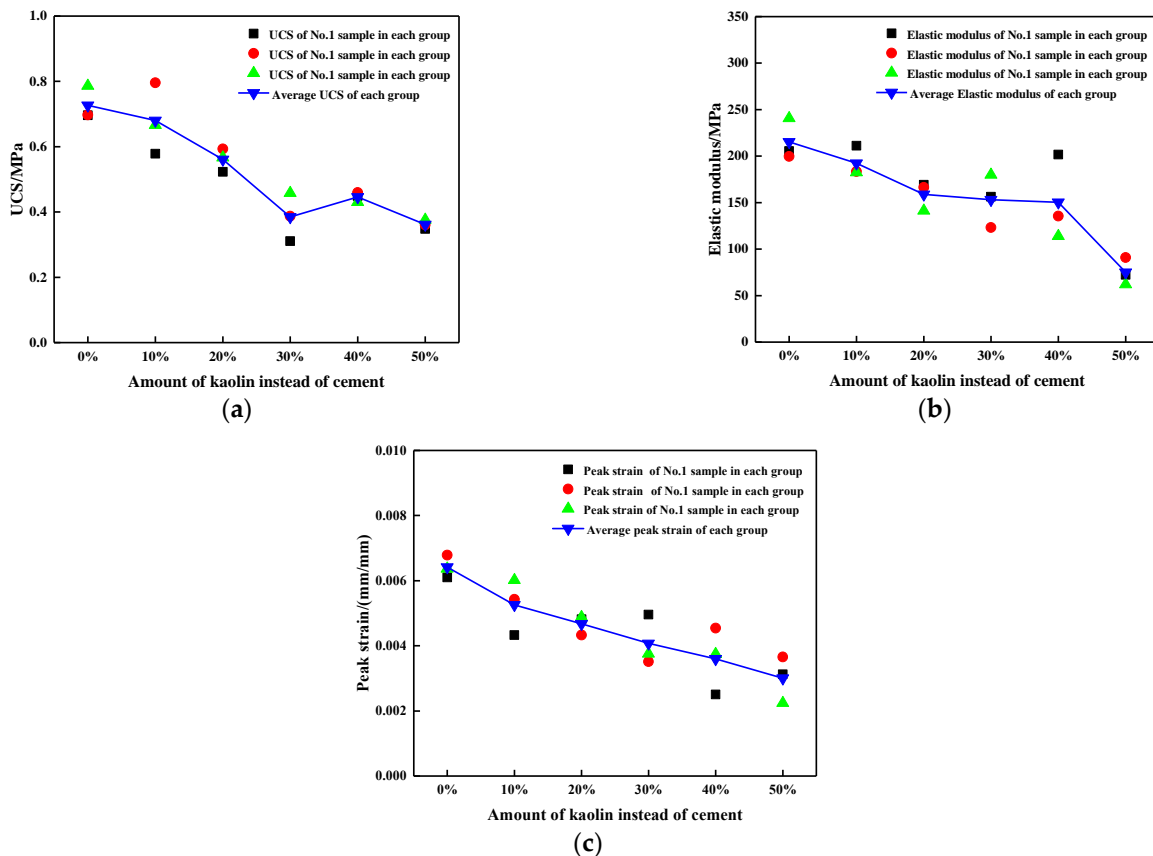 1.0
0.8
0.6
0.4
0.2
0.0
UCS/MPa
UCS of No.1 sample in each group
UCS of No.1 sample in each group
UCS of No.1 sample in each group
Average UCS of each group
0% 10% 20% 30% 40% 50%
Amount of kaolin instead of cement
(a)
350
300
250
200
150
100
50
0
Elastic modulus/MPa
Elastic modulus of No.1 sample in each group
Elastic modulus of No.1 sample in each group
Elastic modulus of No.1 sample in each group
Average Elastic modulus of each group
0% 10% 20% 30% 40% 50%
Amount of kaolin instead of cement
(b)
0.010
0.008
0.006
0.004
0.002
0.000
Peak strain/(mm/mm)
Peak strain of No.1 sample in each group
Peak strain of No.1 sample in each group
Peak strain of No.1 sample in each group
Average peak strain of each group
0% 10% 20% 30% 40% 50%
Amount of kaolin instead of cement
(c)